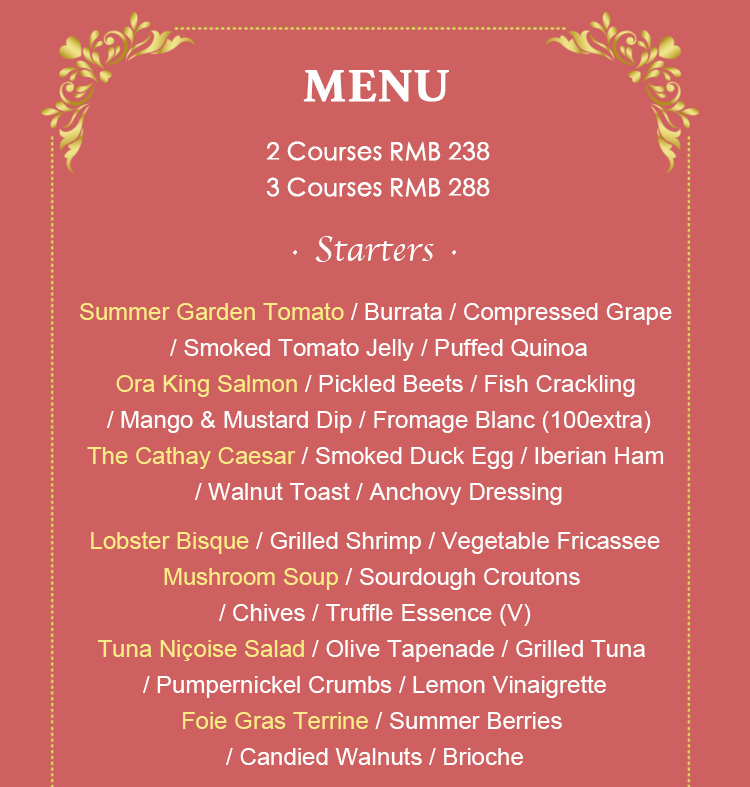 MENU
2 Courses RMB 238
3 Courses RMB 288
· Starters ·
Summer Garden Tomato / Burrata / Compressed Grape
/ Smoked Tomato Jelly / Puffed Quinoa
Ora King Salmon / Pickled Beets / Fish Crackling
/ Mango & Mustard Dip / Fromage Blanc (100extra)
The Cathay Caesar / Smoked Duck Egg / Iberian Ham
/ Walnut Toast / Anchovy Dressing
Lobster Bisque / Grilled Shrimp / Vegetable Fricassee
Mushroom Soup / Sourdough Croutons
/ Chives / Truffle Essence (V)
Tuna Niçoise Salad / Olive Tapenade / Grilled Tuna
/ Pumpernickel Crumbs / Lemon Vinaigrette
Foie Gras Terrine / Summer Berries
/ Candied Walnuts / Brioche